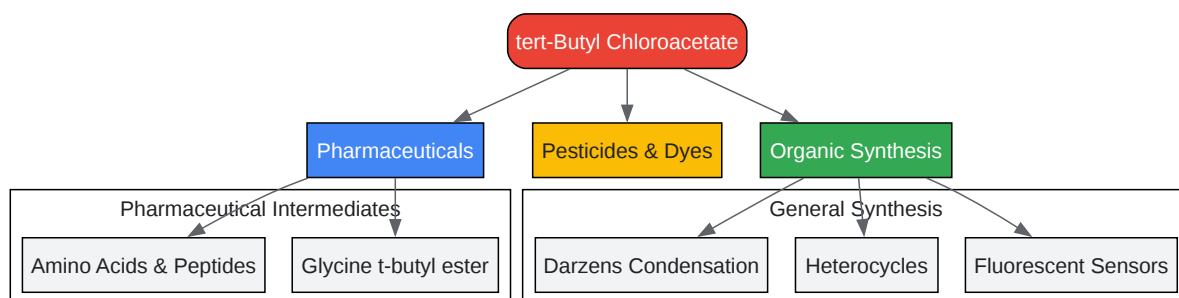 tert-Butyl Chloroacetate
Pharmaceuticals
Pesticides & Dyes
Organic Synthesis
Pharmaceutical Intermediates
General Synthesis
Amino Acids & Peptides
Glycine t-butyl ester
Darzens Condensation
Heterocycles
Fluorescent Sensors